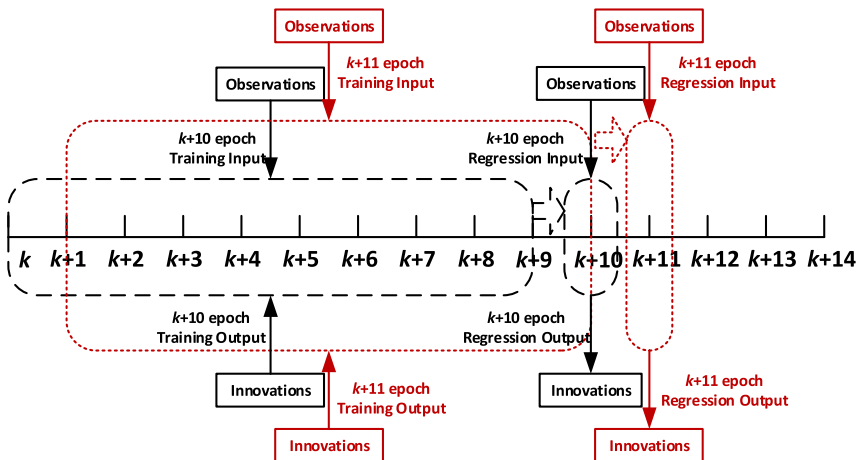 Observations
Observations
k+11 epoch
Training Input
k+11 epoch
Regression Input
Observations
Observations
k+10 epoch
Training Input
k+10 epoch
Regression Input
k
k+1
k+2
k+3
k+4
k+5
k+6
k+7
k+8
k+9
k+10
k+11
k+12
k+13
k+14
k+10 epoch
Training Output
k+10 epoch
Regression Output
Innovations
k+11 epoch
Training Output
Innovations
k+11 epoch
Regression Output
Innovations
Innovations